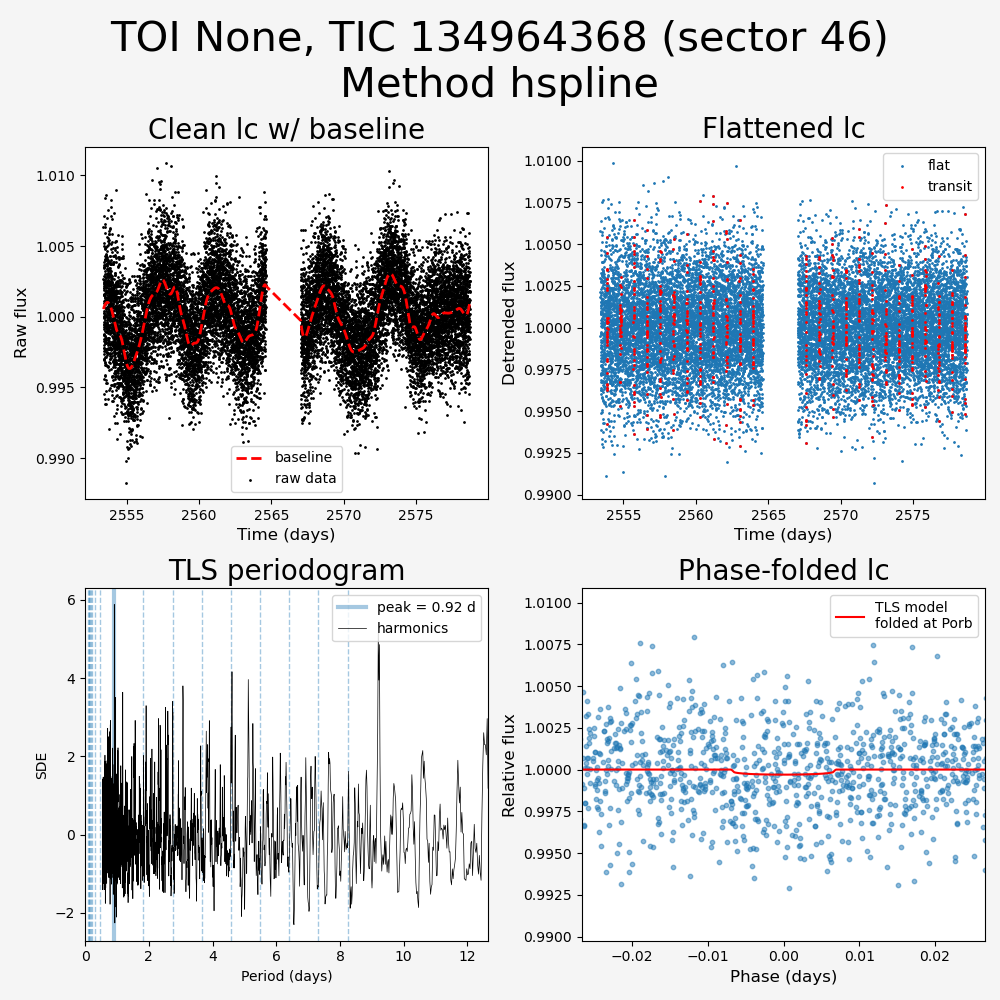 TOI None, TIC 134964368 (sector 46)
Method hspline
Clean lc w/ baseline
Raw flux
1.010
1.005
1.000
0.995
0.990
baseline
raw data
2555
2560
2565
2570
2575
Time (days)
Flattened lc
Detrended flux
1.0100
1.0075
1.0050
1.0025
1.0000
0.9975
0.9950
0.9925
0.9900
flat
transit
2555
2560
2565
2570
2575
Time (days)
TLS periodogram
SDE
6
4
2
0
−2
peak = 0.92 d
harmonics
0
2
4
6
8
10
12
Period (days)
Phase-folded lc
Relative flux
1.0100
1.0075
1.0050
1.0025
1.0000
0.9975
0.9950
0.9925
0.9900
TLS model
folded at Porb
−0.02
−0.01
0.00
0.01
0.02
Phase (days)